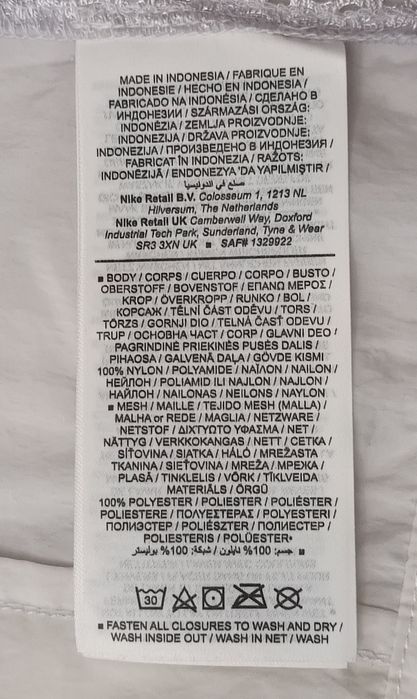 MADE IN INDONESIA / FABRIQUE EN
INDONESIE / HECHO EN INDONESIA /
FABRICADO NA INDONÉSIA / СДЕЛАНО В
ИНДОНЕЗИИ / SZÁRMAZÁSI ORSZÁG:
INDONÉZIA / ZEMLJA PROIZVODNJE:
INDONEZIJA / DRŽAVA PROIZVODNJE:
INDONEZIJA / ПРОИЗВЕДЕНО В ИНДОНЕЗИЯ /
FABRICAT ÎN INDONEZIA / RAŽOTS:
INDONĒZIJĀ / ENDONEZYA 'DA YAPILMIŞTIR /
صنع في اندونيسيا
Nike Retail B.V. Colosseum 1, 1213 NL
Hilversum, The Netherlands
Nike Retail UK Camberwell Way, Doxford
Industrial Tech Park, Sunderland, Tyne & Wear
SR3 3XN UK ■ SAF# 1329922
■ BODY / CORPS / CUERPO / CORPO / BUSTO /
OBERSTOFF / BOVENSTOF / ΕΠΑΝΩ ΜΕΡΟΣ /
KROP / ÖVERKROPP / RUNKO / BOL /
КОРСАЖ / TĚLNÍ ČÁST ODĚVU / TORS /
TÖRZS / GORNJI DIO / TELNÁ ČASŤ ODEVU /
TRUP / ОСНОВНА ЧАСТ / CORP / GLAVNI DEO /
PAGRINDINĖ PRIEKINĖS PUSĖS DALIS /
PIHAOSA / GALVENĀ DAĻA / GÖVDE KISMI
100% NYLON / POLYAMIDE / ΝΑΪΛΟΝ / NAILON /
НЕЙЛОН / POLIAMID ILI NAJLON / NAJLON /
НАЙЛОН / NAILONAS / NEILONS / NAYLON
■ MESH / MAILLE / TEJIDO MESH (MALLA) /
MALHA or REDE / MAGLIA / NETZWARE /
NETSTOF / ΔΙΧΤΥΩΤΟ ΥΦΑΣΜΑ / NET /
NÄTTYG / VERKKOKANGAS / NETT / СЕТКА /
SÍŤOVINA / SIATKA / HÁLÓ / MREŽASTA
TKANINA / SIEŤOVINA / MREŽA / МРЕЖА /
PLASĂ / TINKLELIS / VÕRK / TĪKLVEIDA
MATERIĀLS / ÖRGÜ
100% POLYESTER / POLIESTER / POLIÉSTER /
POLIESTERE / ΠΟΛΥΕΣΤΕΡΑΣ / POLYESTERI /
ПОЛИЭСТЕР / POLIÉSZTER / ПОЛИЕСТЕР /
POLIESTERIS / POLÜESTER■
■ جسم: 100% نايلون / شبكة: 100% بوليستر
30
■ FASTEN ALL CLOSURES TO WASH AND DRY /
WASH INSIDE OUT / WASH IN NET / WASH